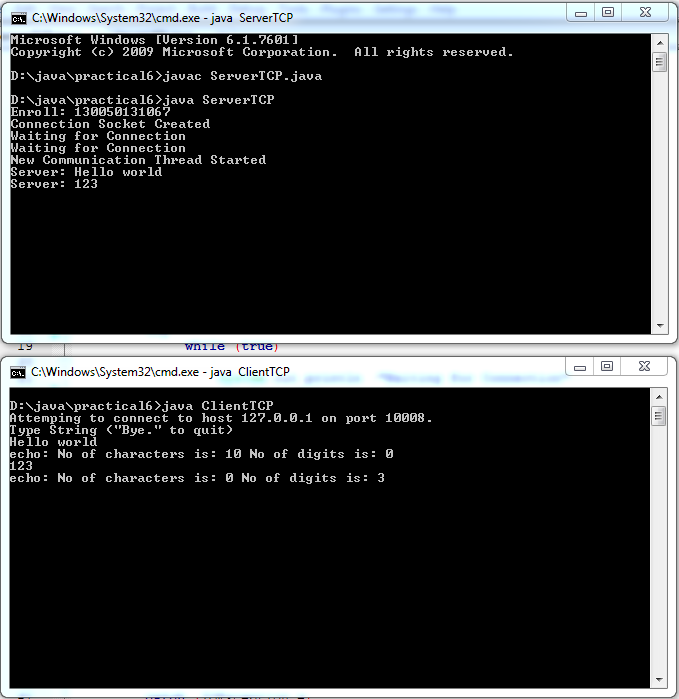 C:\Windows\System32\cmd.exe - java  ServerTCP
Microsoft Windows [Version 6.1.7601]
Copyright (c) 2009 Microsoft Corporation.  All rights reserved.
D:\java\practical6>javac ServerTCP.java
D:\java\practical6>java ServerTCP
Enroll: 130050131067
Connection Socket Created
Waiting for Connection
Waiting for Connection
New Communication Thread Started
Server: Hello world
Server: 123
19 while (true)
C:\Windows\System32\cmd.exe - java  ClientTCP
D:\java\practical6>java ClientTCP
Attemping to connect to host 127.0.0.1 on port 10008.
Type String ("Bye." to quit)
Hello world
echo: No of characters is: 10 No of digits is: 0
123
echo: No of characters is: 0 No of digits is: 3